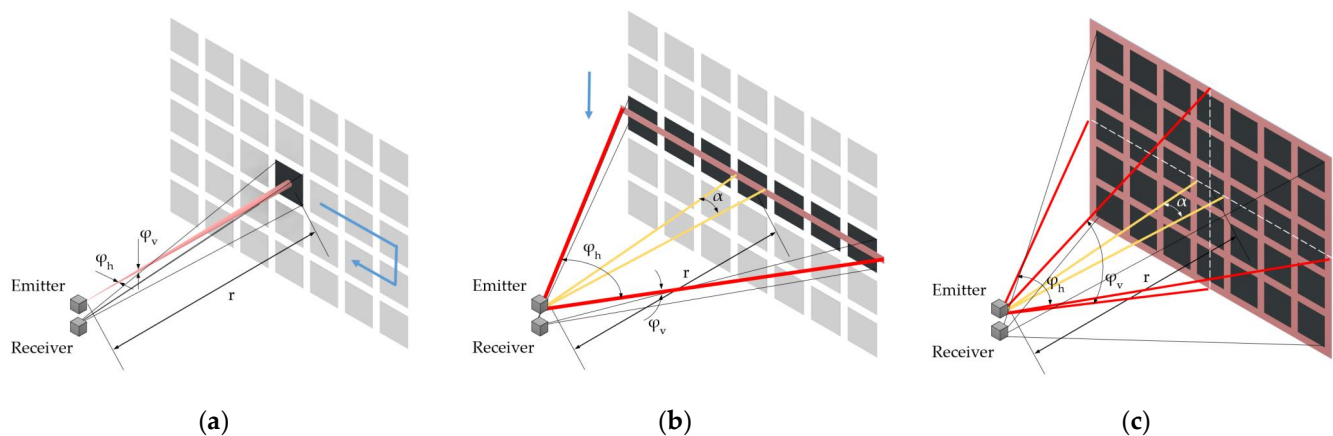 φh
φv
r
Emitter
Receiver
(a)
α
φh
r
φv
Emitter
Receiver
(b)
α
φh
φv
r
Emitter
Receiver
(c)